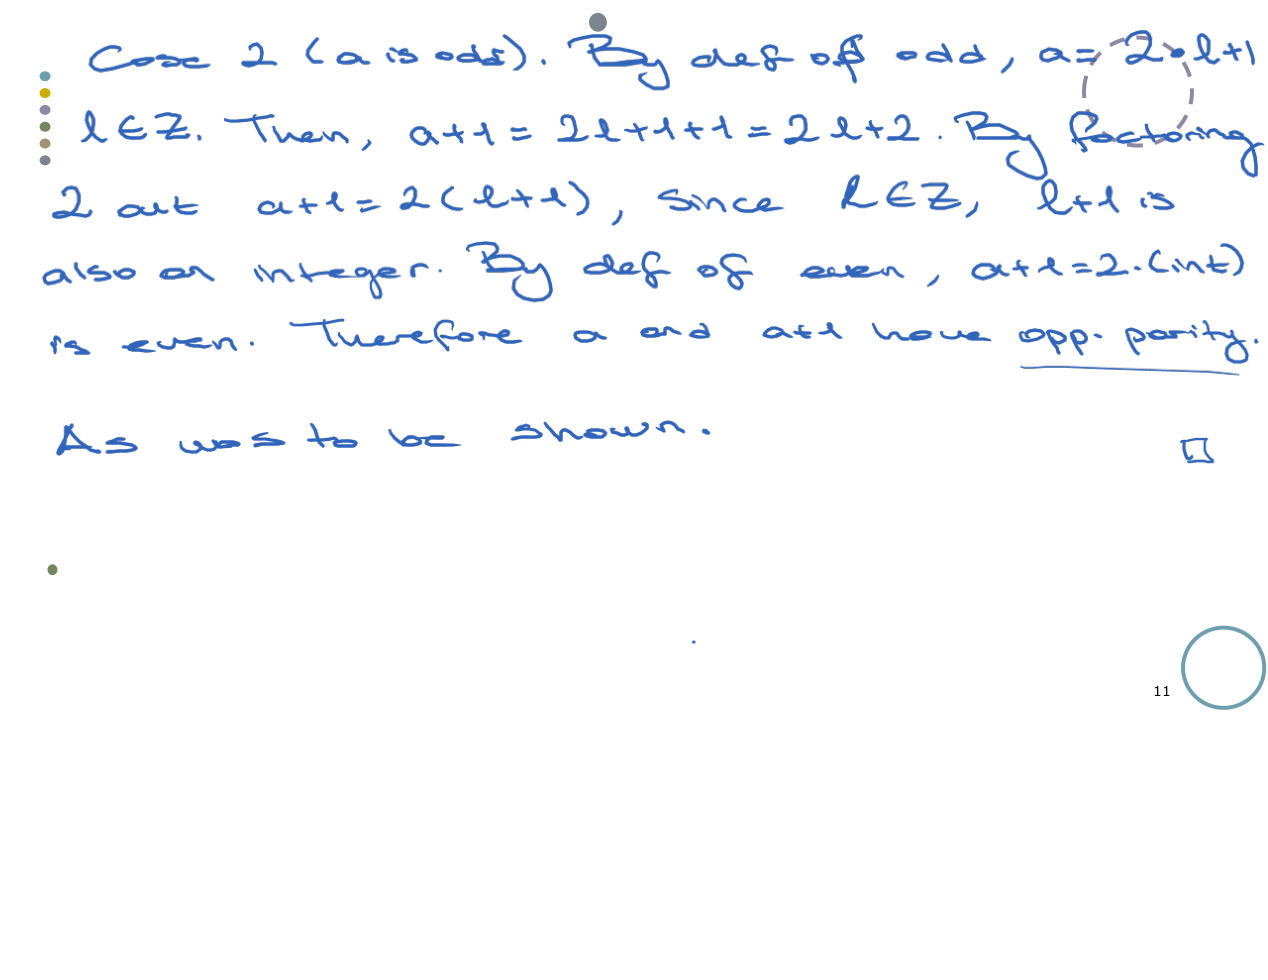 Case 2 (a is odd). By def of odd, a = 2•l+1
l ∈ Z. Then, a+1 = 2l+1+1 = 2l+2. By factoring
2 out a+1 = 2(l+1), since l ∈ Z, l+1 is
also an integer. By def of even, a+1=2·(int)
is even. Therefore a and a+1 have opp. parity.
As was to be shown. □
11